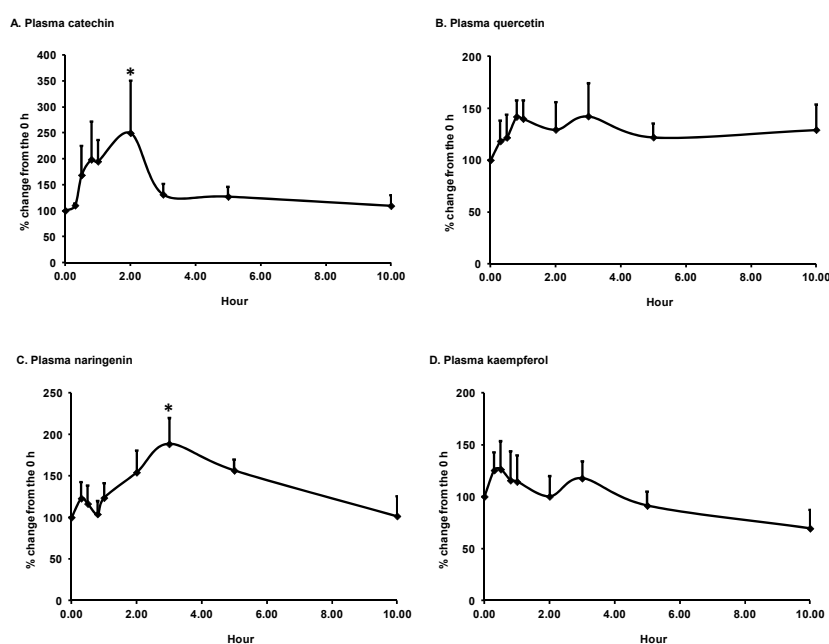 A. Plasma catechin
400
350
300
250
200
150
100
50
0
*
% change from the 0 h
0.00 2.00 4.00 6.00 8.00 10.00
Hour
B. Plasma quercetin
200
150
100
50
0
% change from the 0 h
0.00 2.00 4.00 6.00 8.00 10.00
Hour
C. Plasma naringenin
250
200
150
100
50
0
*
% change from the 0 h
0.00 2.00 4.00 6.00 8.00 10.00
Hour
D. Plasma kaempferol
200
150
100
50
0
% change from the 0 h
0.00 2.00 4.00 6.00 8.00 10.00
Hour